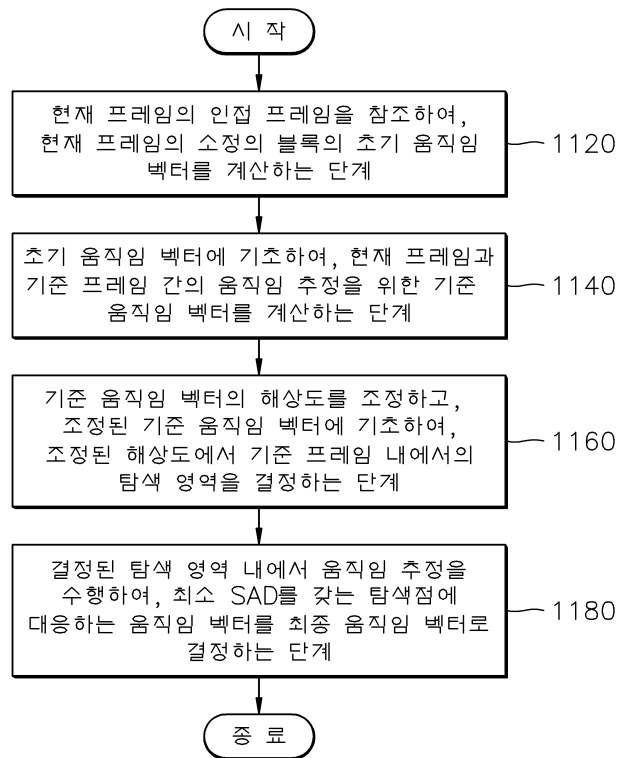 시 작
현재 프레임의 인접 프레임을 참조하여,
현재 프레임의 소정의 블록의 초기 움직임
벡터를 계산하는 단계
1120
초기 움직임 벡터에 기초하여, 현재 프레임과
기준 프레임 간의 움직임 추정을 위한 기준
움직임 벡터를 계산하는 단계
1140
기준 움직임 벡터의 해상도를 조정하고,
조정된 기준 움직임 벡터에 기초하여,
조정된 해상도에서 기준 프레임 내에서의
탐색 영역을 결정하는 단계
1160
결정된 탐색 영역 내에서 움직임 추정을
수행하여, 최소 SAD를 갖는 탐색점에
대응하는 움직임 벡터를 최종 움직임 벡터로
결정하는 단계
1180
종 료